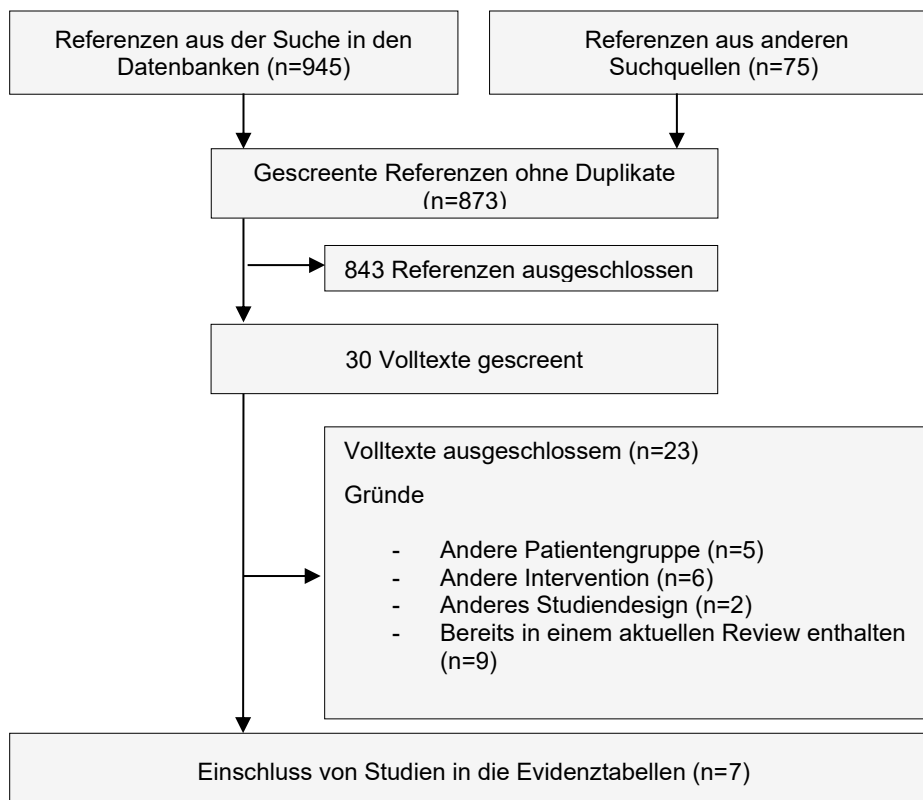 Referenzen aus der Suche in den
Datenbanken (n=945)
Referenzen aus anderen
Suchquellen (n=75)
Gescreente Referenzen ohne Duplikate
(n=873)
843 Referenzen ausgeschlossen
30 Volltexte gescreent
Volltexte ausgeschlossem (n=23)
Gründe
- Andere Patientengruppe (n=5)
- Andere Intervention (n=6)
- Anderes Studiendesign (n=2)
- Bereits in einem aktuellen Review enthalten
(n=9)
Einschluss von Studien in die Evidenztabellen (n=7)